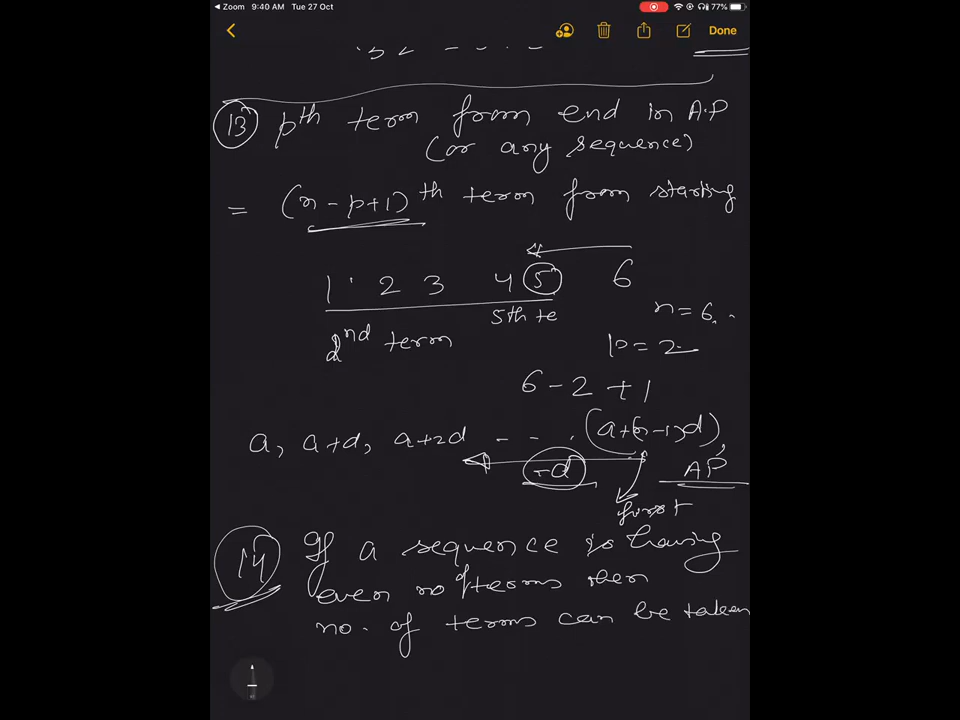 Zoom 9:40 AM Tue 27 Oct 77%
Done
13 pth term from end in A.P
(or any sequence)
= (n - p+1)th term from starting
1 2 3 4 5 6
5th te
n = 6
2nd term
p = 2
6 - 2 + 1
a, a+d, a+2d - - . (a+(n-1)d)
-d AP
first
14 If a sequence is having
even no of terms then
no. of terms can be taken